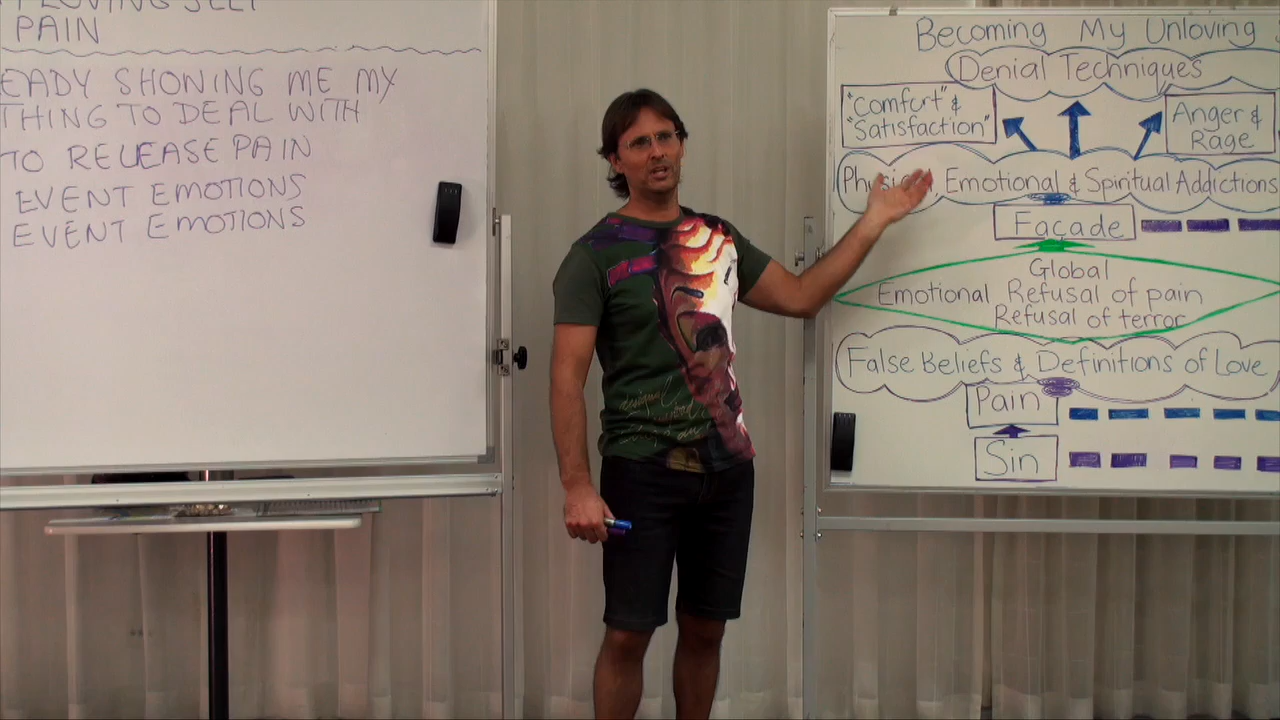 PAIN
EADY SHONING ME MY
THING TO DEAL WITH
TO RELEASE PAIN
EVENT EMOTIONS
EVENT EMOTIONS
Becoming My Unloving
Denial Techniques
"Comfort" &
"Satisfaction"
Anger &
Rage
Emotional & Spiritual Addictions
Façade
Global
Emotional Refusal of pain
Refusal of terror
False Beliefs & Definitions of Love
Pain
Sin
desigual